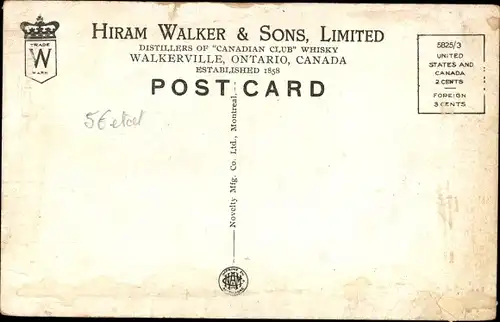 HIRAM WALKER & SONS, LIMITED
DISTILLERS OF "CANADIAN CLUB" WHISKY
WALKERVILLE, ONTARIO, CANADA
ESTABLISHED 1858
POST CARD
TRADE
W
MARK
5825/3
UNITED
STATES AND
CANADA
2 CENTS
FOREIGN
3 CENTS
5€
Novelty Mfg. Co. Ltd., Montreal.